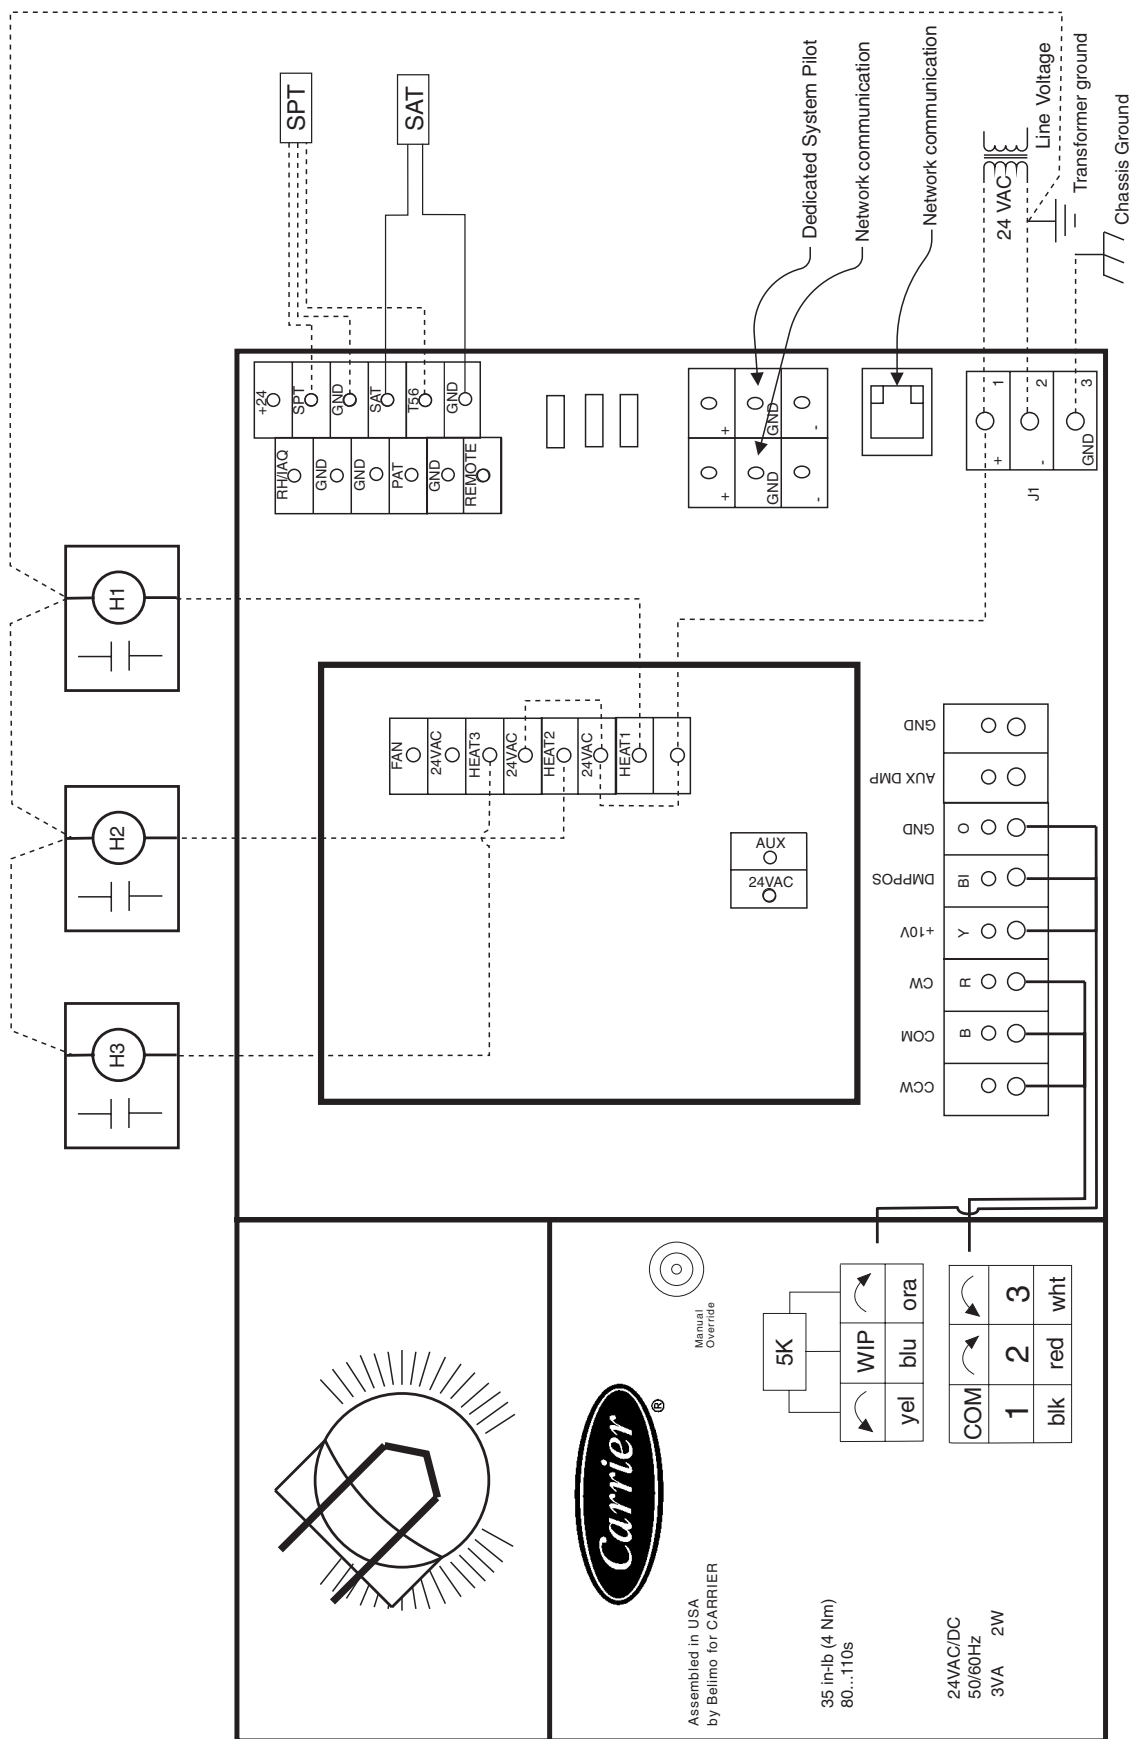 H3
H2
H1
SPT
SAT
+24
SPT
GND
SAT
T56
GND
RH/IAQ
GND
GND
PAT
GND
REMOTE
FAN
24VAC
HEAT3
24VAC
HEAT2
24VAC
HEAT1
24VAC
AUX
Dedicated System Pilot
Network communication
Network communication
+
GND
-
+
GND
-
24 VAC
Line Voltage
Transformer ground
Chassis Ground
1
2
3
+
-
GND
J1
CCW
COM
CW
+10V
DMPPOS
GND
AUX DMP
GND
B
R
Y
Bl
O
Manual
Override
5K
WIP
yel
blu
ora
COM
1
2
3
blk
red
wht
Carrier
®
Assembled in USA
by Belimo for CARRIER
35 in-lb (4 Nm)
80...110s
24VAC/DC
50/60Hz
3VA 2W